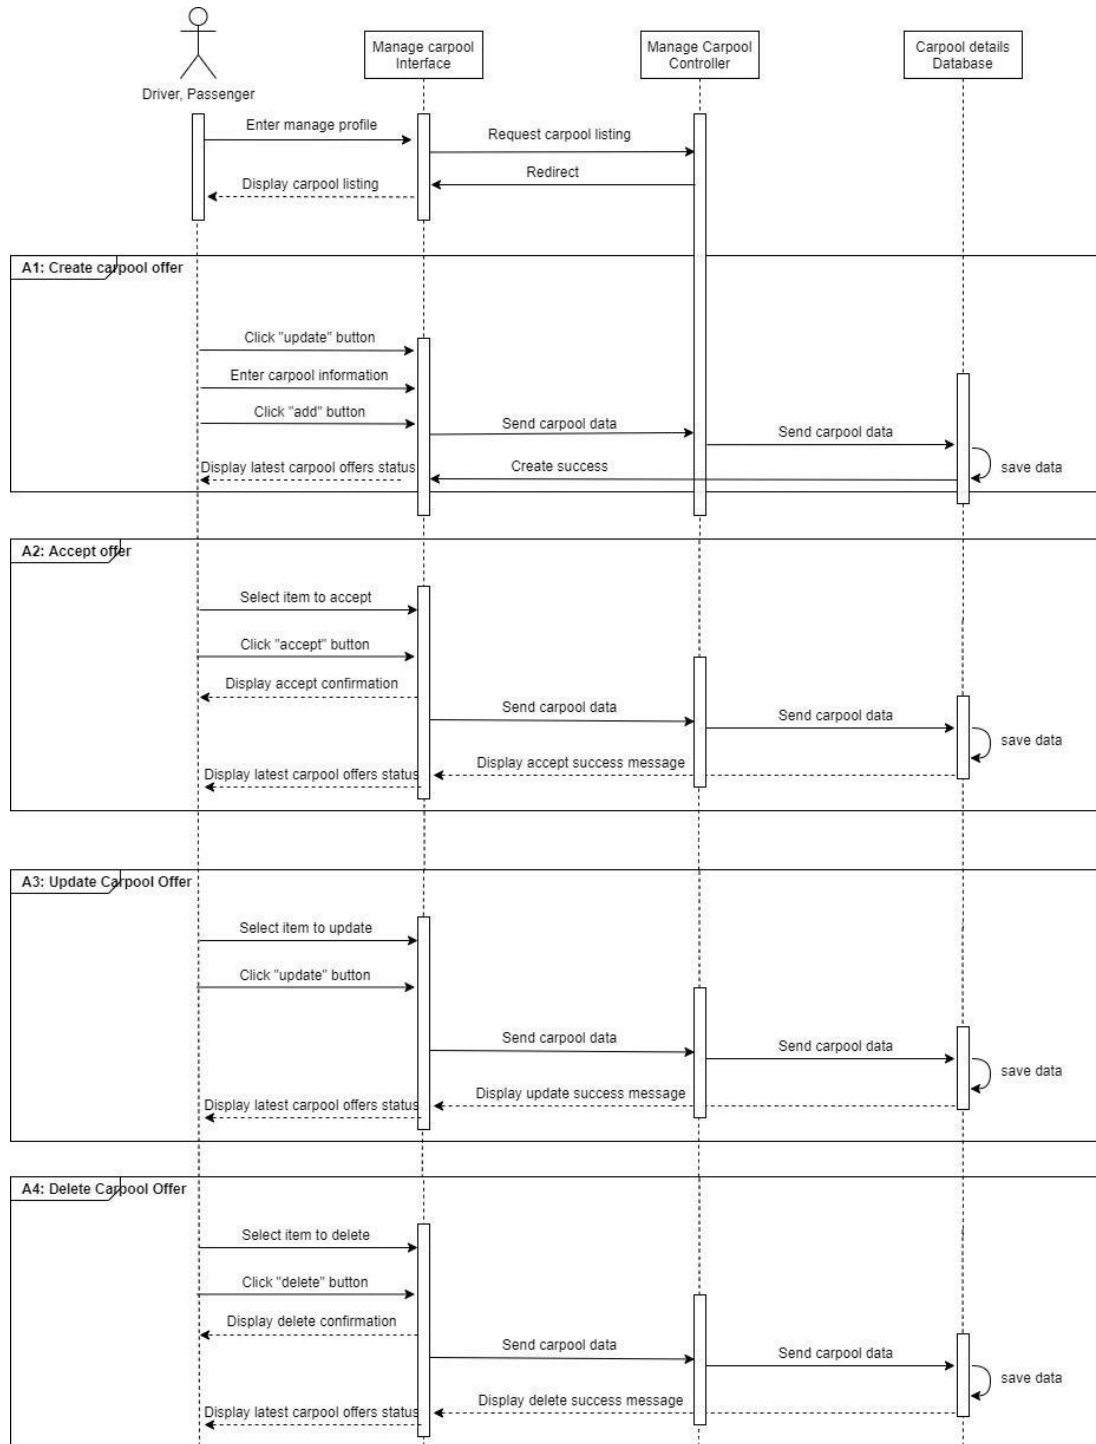 Manage carpool
Interface
Manage Carpool
Controller
Carpool details
Database
Driver, Passenger
Enter manage profile
Request carpool listing
Redirect
Display carpool listing
A1: Create carpool offer
Click "update" button
Enter carpool information
Click "add" button
Send carpool data
Send carpool data
Display latest carpool offers status
Create success
save data
A2: Accept offer
Select item to accept
Click "accept" button
Display accept confirmation
Send carpool data
Send carpool data
save data
Display accept success message
Display latest carpool offers status
A3: Update Carpool Offer
Select item to update
Click "update" button
Send carpool data
Send carpool data
save data
Display update success message
Display latest carpool offers status
A4: Delete Carpool Offer
Select item to delete
Click "delete" button
Display delete confirmation
Send carpool data
Send carpool data
save data
Display delete success message
Display latest carpool offers status